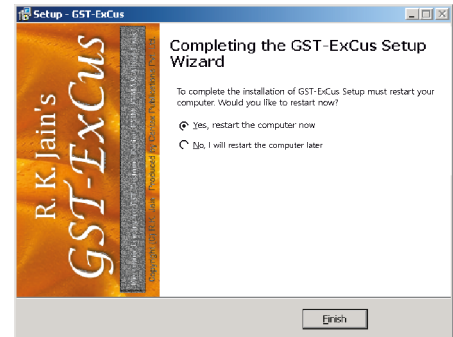 Setup - GST-ExCus
R. K. Jain's
GST-ExCus
Completing the GST-ExCus Setup
Wizard
To complete the installation of GST-ExCus Setup must restart your
computer. Would you like to restart now?
Yes, restart the computer now
No, I will restart the computer later
Finish